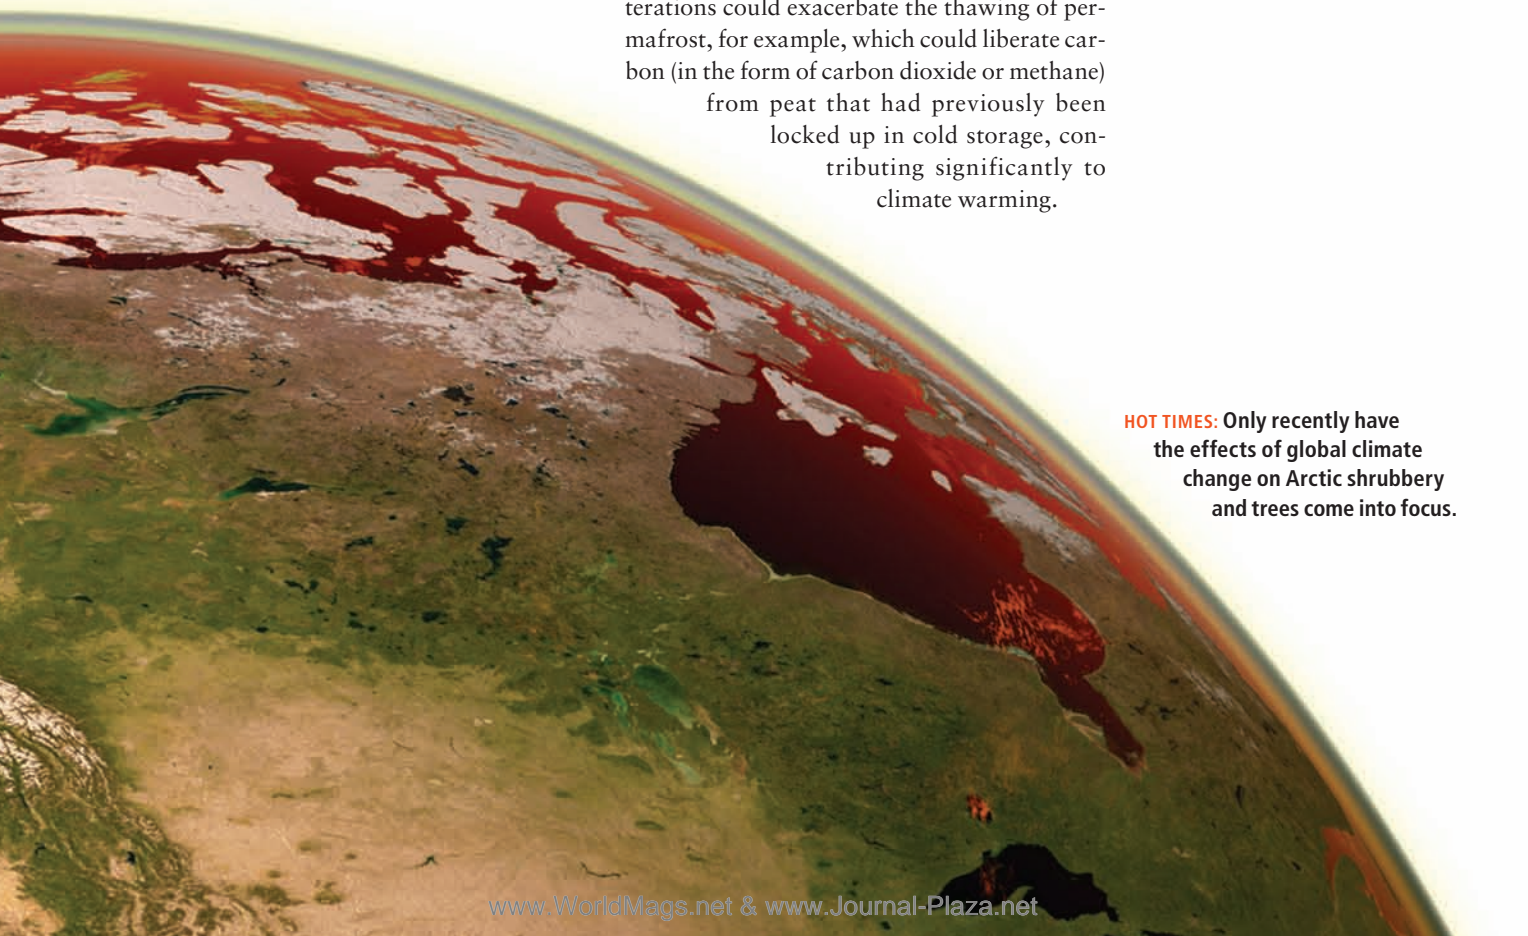 terations could exacerbate the thawing of per-
mafrost, for example, which could liberate car-
bon (in the form of carbon dioxide or methane)
from peat that had previously been
locked up in cold storage, con-
tributing significantly to
climate warming.
HOT TIMES: Only recently have
the effects of global climate
change on Arctic shrubbery
and trees come into focus.
www.WorldMags.net & www.Journal-Plaza.net